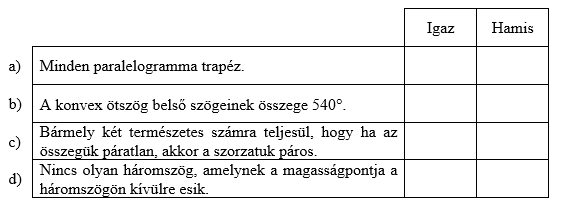 Igaz Hamis
a) Minden paralelogramma trapéz.
b) A konvex ötszög belső szögeinek összege 540°.
c) Bármely két természetes számra teljesül, hogy ha az
összegük páratlan, akkor a szorzatuk páros.
d) Nincs olyan háromszög, amelynek a magasságpontja a
háromszögön kívülre esik.